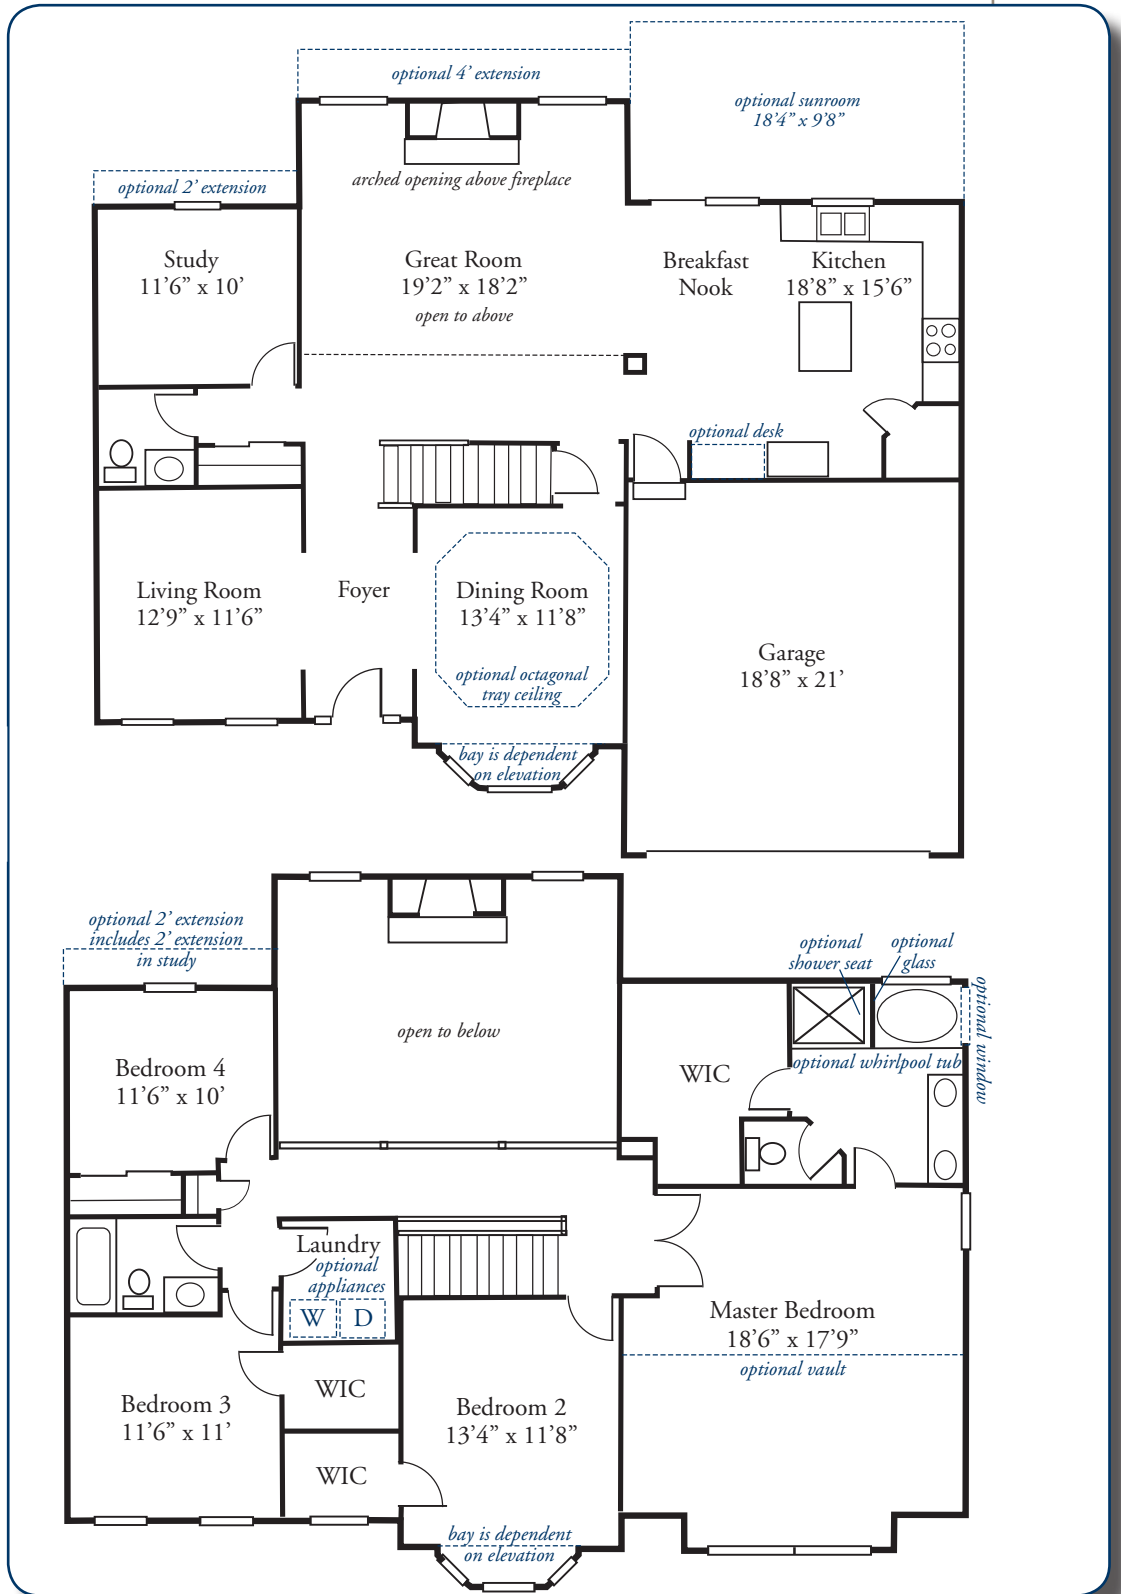 optional 4’ extension
optional sunroom
18’4” x 9’8”
arched opening above fireplace
optional 2’ extension
Study
11’6” x 10’
Great Room
19’2” x 18’2”
open to above
Breakfast
Nook
Kitchen
18’8” x 15’6”
optional desk
Living Room
12’9” x 11’6”
Foyer
Dining Room
13’4” x 11’8”
optional octagonal
tray ceiling
bay is dependent
on elevation
Garage
18’8” x 21’
optional 2’ extension
includes 2’ extension
in study
optional
shower seat
optional
glass
optional window
open to below
Bedroom 4
11’6” x 10’
WIC
optional whirlpool tub
Laundry
optional
appliances
W
D
Master Bedroom
18’6” x 17’9”
optional vault
Bedroom 3
11’6” x 11’
WIC
WIC
Bedroom 2
13’4” x 11’8”
bay is dependent
on elevation